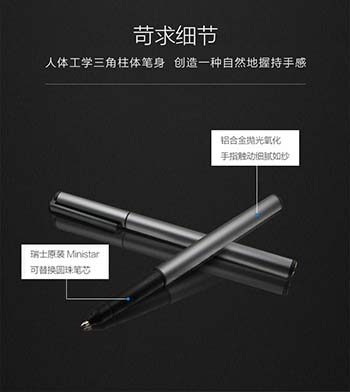 苛求细节
人体工学三角柱体笔身 创造一种自然地握持手感
铝合金抛光氧化
手指触动细腻如纱
瑞士原装 Ministar
可替换圆珠笔芯